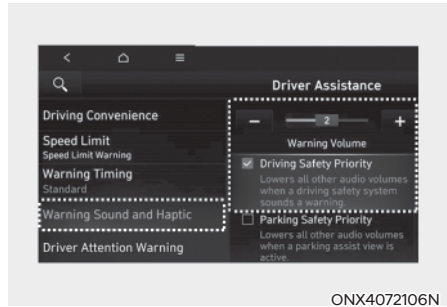 Driver Assistance
Driving Convenience
Speed Limit
Speed Limit Warning
Warning Timing
Standard
Warning Sound and Haptic
Driver Attention Warning
− 2 +
Warning Volume
Driving Safety Priority
Lowers all other audio volumes
when a driving safety system
sounds a warning.
Parking Safety Priority
Lowers all other audio volumes
when a parking assist view is
active.
ONX4072106N